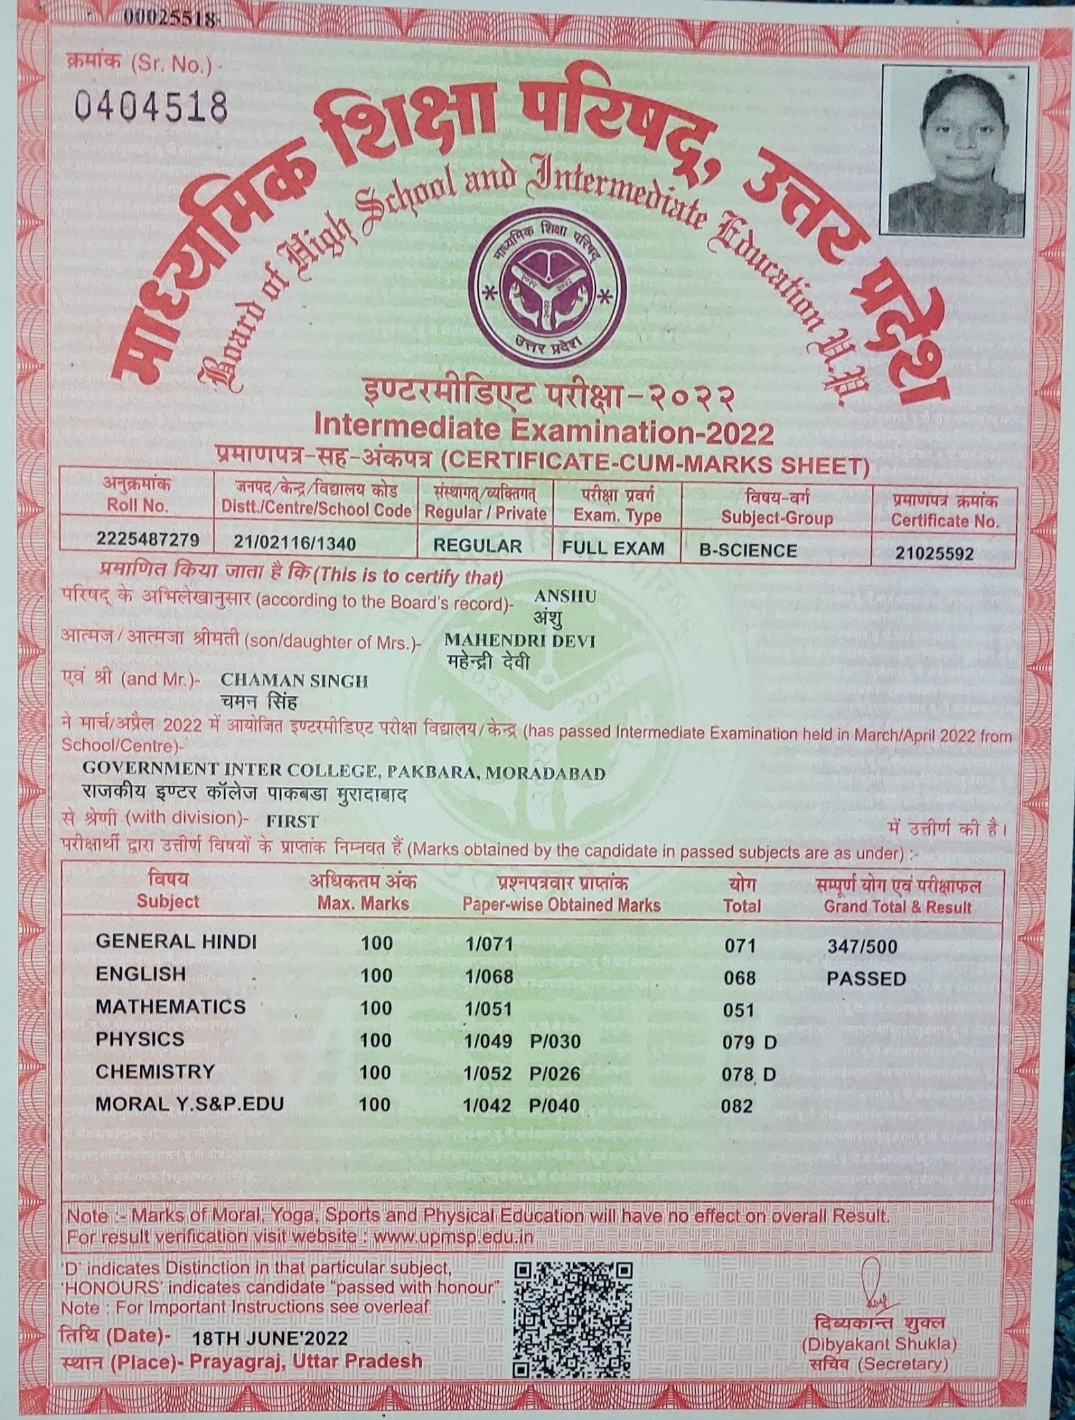 00025518
क्रमांक (Sr. No.) -
0404518
माध्यमिक शिक्षा परिषद्, उत्तर प्रदेश
Board of High School and Intermediate Education U.P.
माध्यमिक शिक्षा परिषद्
उत्तर प्रदेश
इण्टरमीडिएट परीक्षा-२०२२
Intermediate Examination-2022
प्रमाणपत्र-सह-अंकपत्र (CERTIFICATE-CUM-MARKS SHEET)
अनुक्रमांक जनपद/केन्द्र/विद्यालय कोड संस्थागत/व्यक्तिगत परीक्षा प्रवर्ग विषय-वर्ग प्रमाणपत्र क्रमांक
Roll No. Distt./Centre/School Code Regular / Private Exam. Type Subject-Group Certificate No.
2225487279 21/02116/1340 REGULAR FULL EXAM B-SCIENCE 21025592
प्रमाणित किया जाता है कि (This is to certify that)
परिषद् के अभिलेखानुसार (according to the Board's record)- ANSHU
अंशु
आत्मज/आत्मजा श्रीमती (son/daughter of Mrs.)- MAHENDRI DEVI
महेन्द्री देवी
एवं श्री (and Mr.)- CHAMAN SINGH
चमन सिंह
ने मार्च/अप्रैल 2022 में आयोजित इण्टरमीडिएट परीक्षा विद्यालय/केन्द्र (has passed Intermediate Examination held in March/April 2022 from
School/Centre)-
GOVERNMENT INTER COLLEGE, PAKBARA, MORADABAD
राजकीय इण्टर कॉलेज पाकबडा मुरादाबाद
से श्रेणी (with division)- FIRST में उत्तीर्ण की है।
परीक्षार्थी द्वारा उत्तीर्ण विषयों के प्राप्तांक निम्नवत हैं (Marks obtained by the candidate in passed subjects are as under) :-
विषय अधिकतम अंक प्रश्नपत्रवार प्राप्तांक योग सम्पूर्ण योग एवं परीक्षाफल
Subject Max. Marks Paper-wise Obtained Marks Total Grand Total & Result
GENERAL HINDI 100 1/071 071 347/500
ENGLISH 100 1/068 068 PASSED
MATHEMATICS 100 1/051 051
PHYSICS 100 1/049 P/030 079 D
CHEMISTRY 100 1/052 P/026 078 D
MORAL Y.S&P.EDU 100 1/042 P/040 082
Note :- Marks of Moral, Yoga, Sports and Physical Education will have no effect on overall Result.
For result verification visit website : www.upmsp.edu.in
'D' indicates Distinction in that particular subject,
'HONOURS' indicates candidate "passed with honour".
Note : For Important Instructions see overleaf
तिथि (Date)- 18TH JUNE'2022
स्थान (Place)- Prayagraj, Uttar Pradesh
दिव्यकान्त शुक्ल
(Dibyakant Shukla)
सचिव (Secretary)